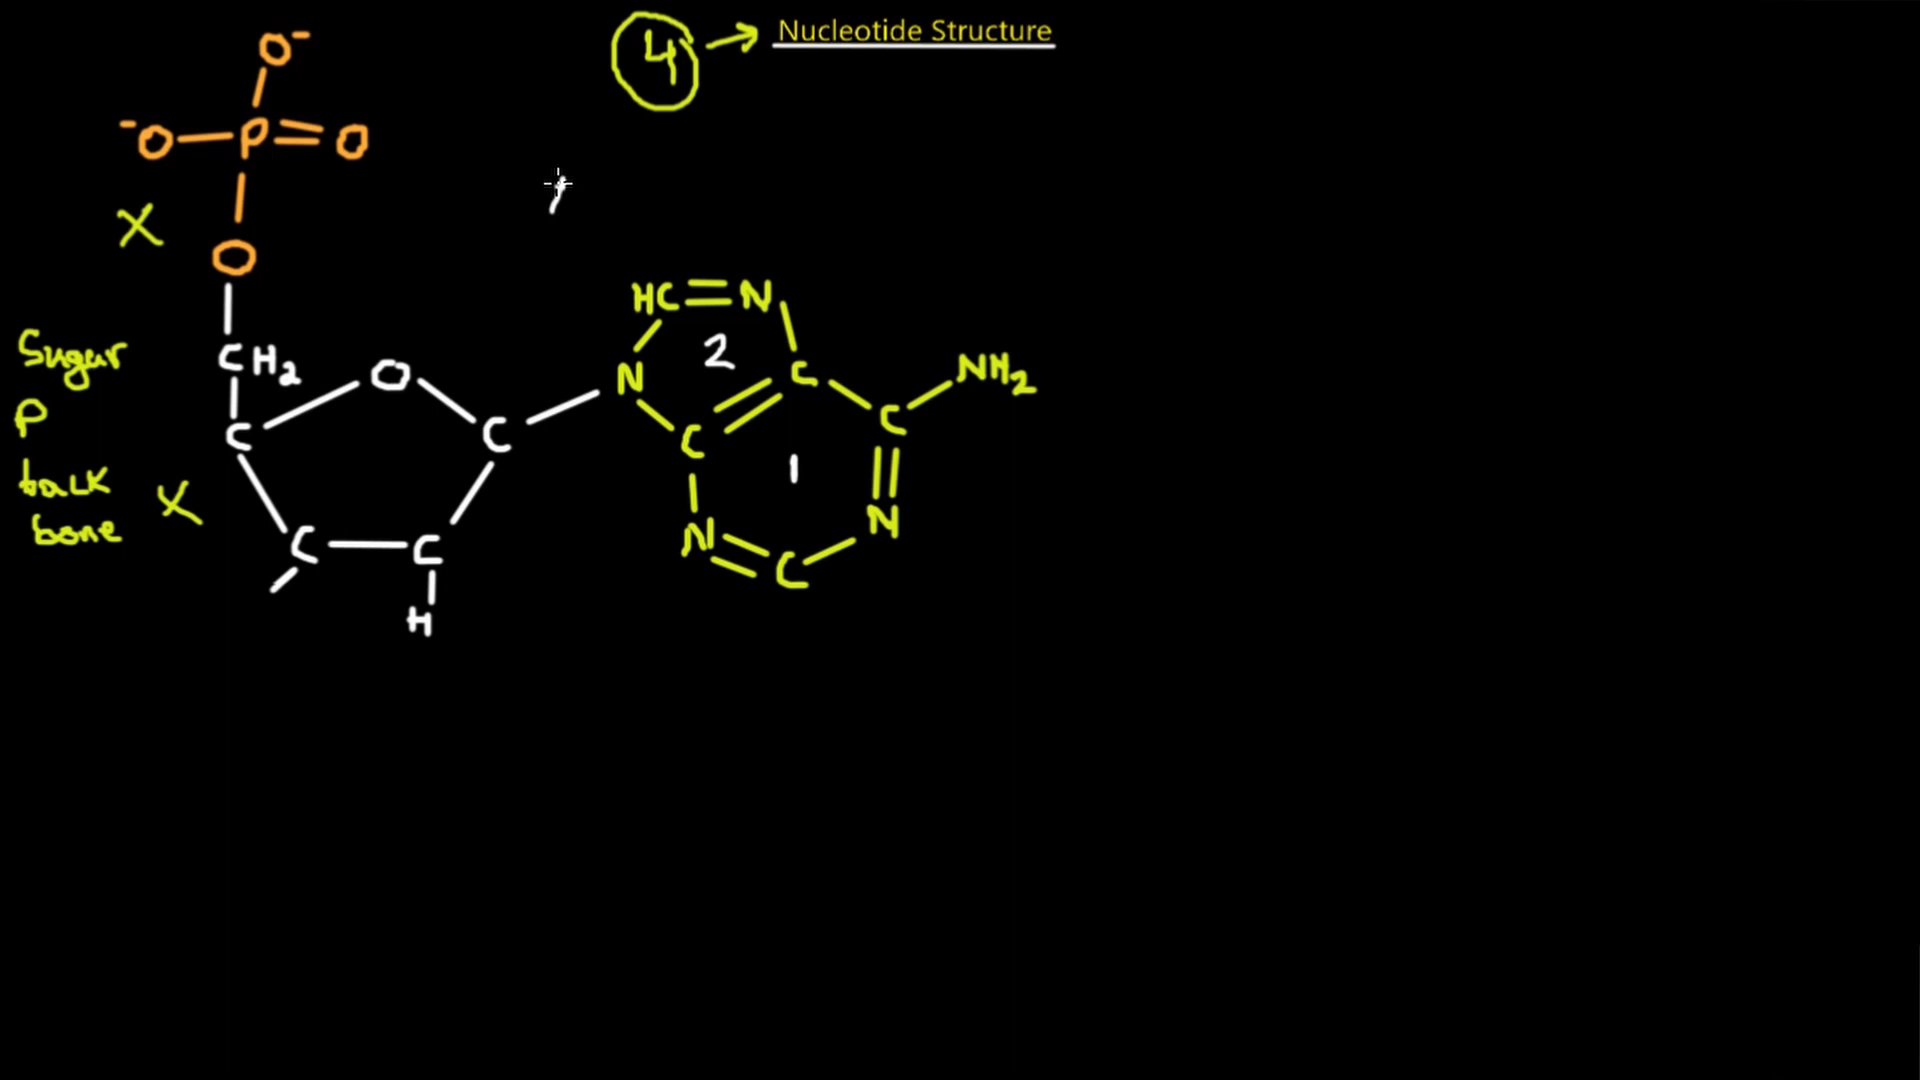 4 → Nucleotide Structure
O⁻
⁻O P O
X
O
HC N
2
Sugar
CH₂ O N C NH₂
P
C C C C
back X
1
bone
N N
C C C
H